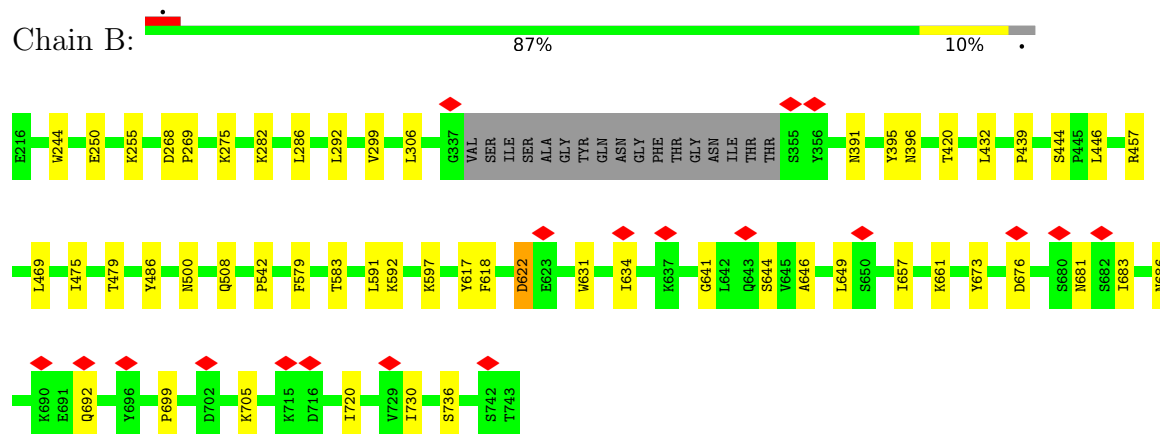 Chain B:
87% 10%
E216 W244 E250 K255 D268 P269 K275 K282 L286 L292 V299 L306 G337 VAL SER ILE SER ALA GLY TYR GLN ASN GLY PHE THR GLY ASN ILE THR THR S355 Y356 N391 Y395 N396 T420 L432 P439 S444 P445 L446 R457
L469 I475 T479 Y486 N500 Q508 P542 F579 T583 L591 K592 K597 Y617 F618 D622 E623 W631 I634 K637 G641 L642 Q643 S644 V645 A646 L649 S650 I657 K661 Y673 D676 S680 N681 S682 I683 N686
K690 E691 Q692 Y696 P699 D702 K705 K715 D716 I720 V729 I730 S736 S742 T743